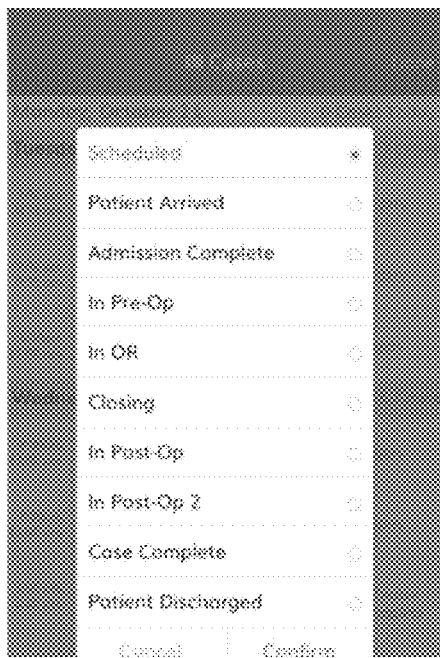 Scheduled
Patient Arrived
Admission Complete
In Pre-Op
In OR
Closing
In Post-Op
In Post-Op 2
Case Complete
Patient Discharged
Cancel Confirm